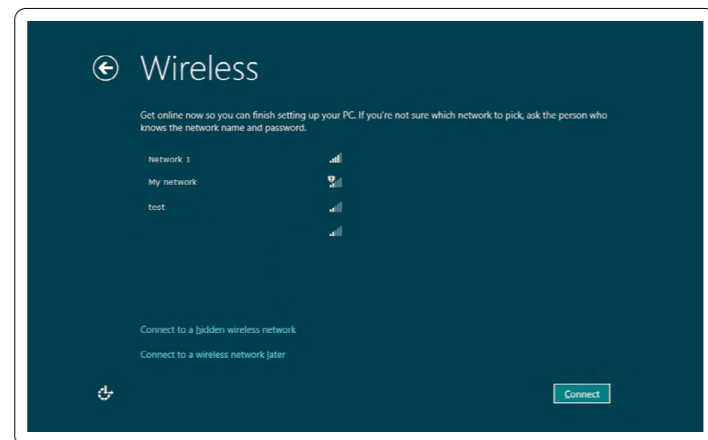 Wireless
Get online now so you can finish setting up your PC. If you're not sure which network to pick, ask the person who
knows the network name and password.
Network 1
My network
test
Connect to a hidden wireless network
Connect to a wireless network later
Connect